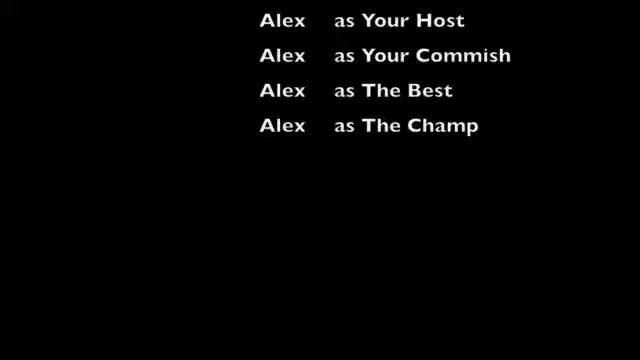 Alex as Your Host
Alex as Your Commish
Alex as The Best
Alex as The Champ